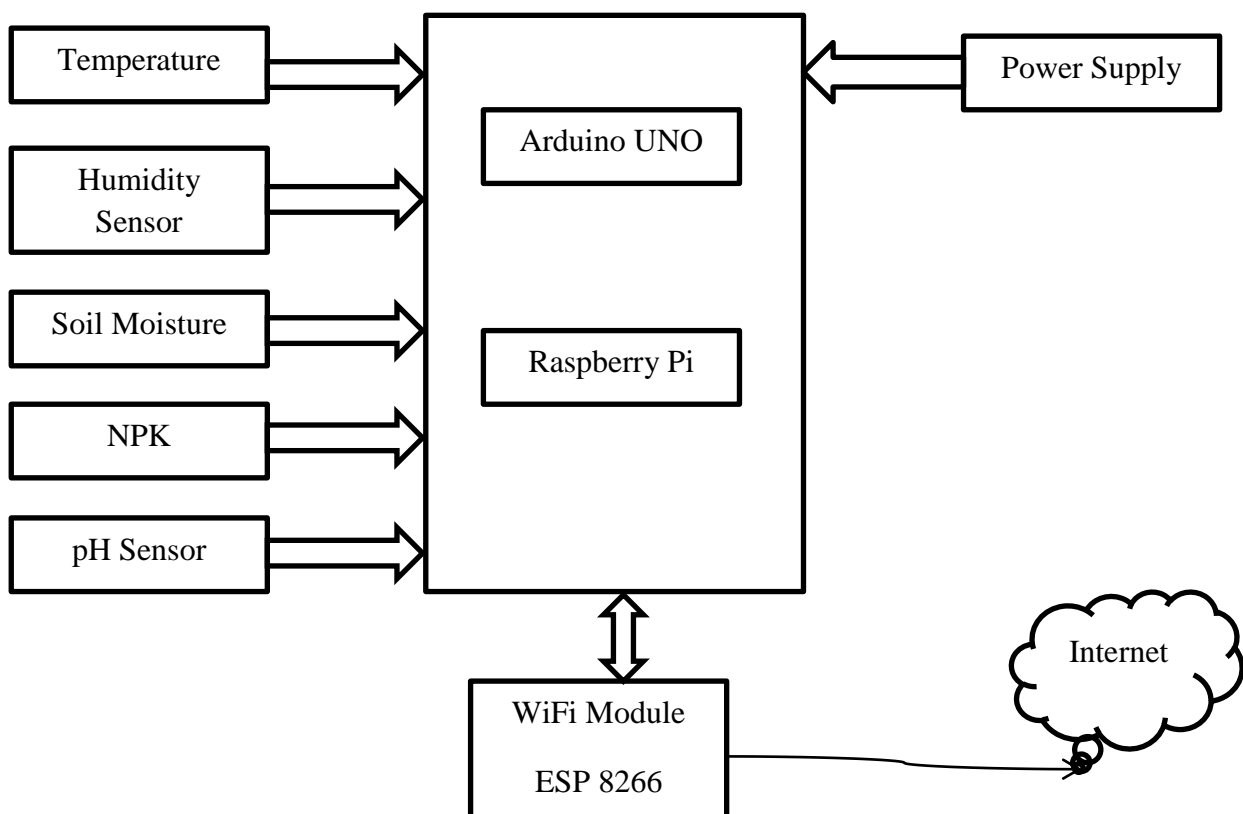 Temperature
Humidity
Sensor
Soil Moisture
NPK
pH Sensor
Arduino UNO
Raspberry Pi
Power Supply
WiFi Module
ESP 8266
Internet